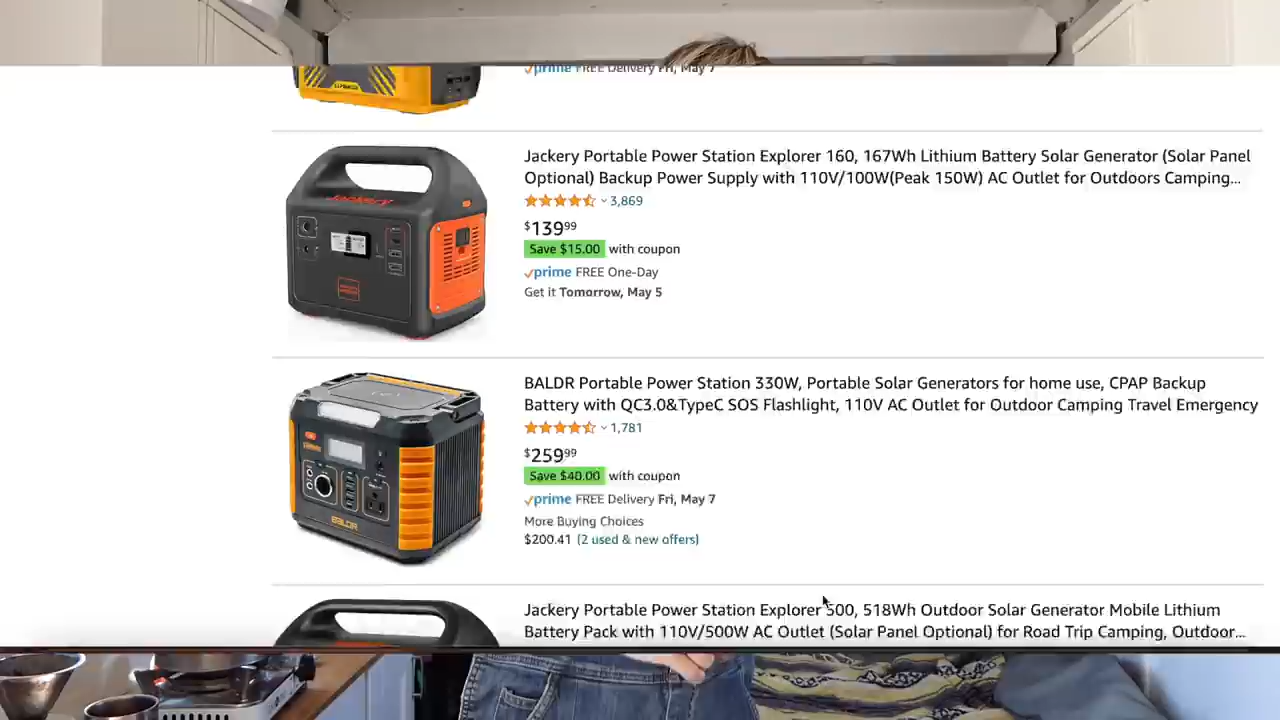 ✓prime FREE Delivery Fri, May 7
Jackery Portable Power Station Explorer 160, 167Wh Lithium Battery Solar Generator (Solar Panel
Optional) Backup Power Supply with 110V/100W(Peak 150W) AC Outlet for Outdoors Camping...
3,869
$139.99
Save $15.00 with coupon
✓prime FREE One-Day
Get it Tomorrow, May 5
Jackery
BALDR Portable Power Station 330W, Portable Solar Generators for home use, CPAP Backup
Battery with QC3.0&TypeC SOS Flashlight, 110V AC Outlet for Outdoor Camping Travel Emergency
1,781
$259.99
Save $40.00 with coupon
✓prime FREE Delivery Fri, May 7
More Buying Choices
$200.41 (2 used & new offers)
BALDR
Jackery Portable Power Station Explorer 500, 518Wh Outdoor Solar Generator Mobile Lithium
Battery Pack with 110V/500W AC Outlet (Solar Panel Optional) for Road Trip Camping, Outdoor...